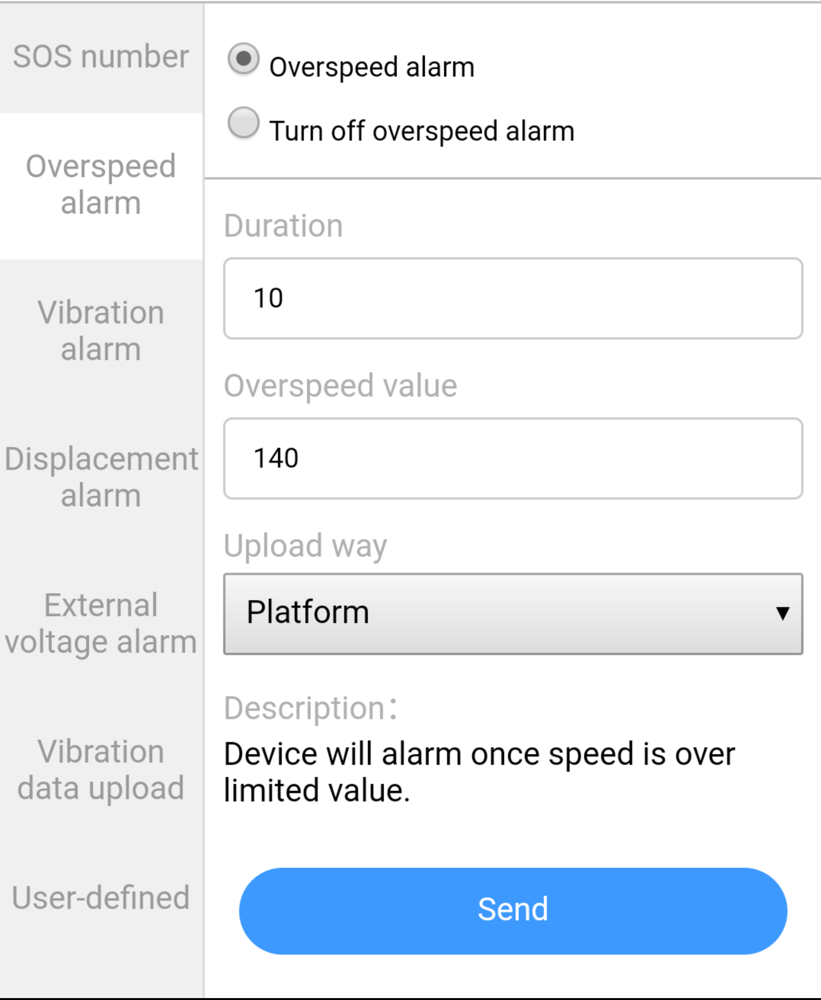 SOS number
Overspeed
alarm
Vibration
alarm
Displacement
alarm
External
voltage alarm
Vibration
data upload
User-defined
Overspeed alarm
Turn off overspeed alarm
Duration
10
Overspeed value
140
Upload way
Platform
Description：
Device will alarm once speed is over
limited value.
Send